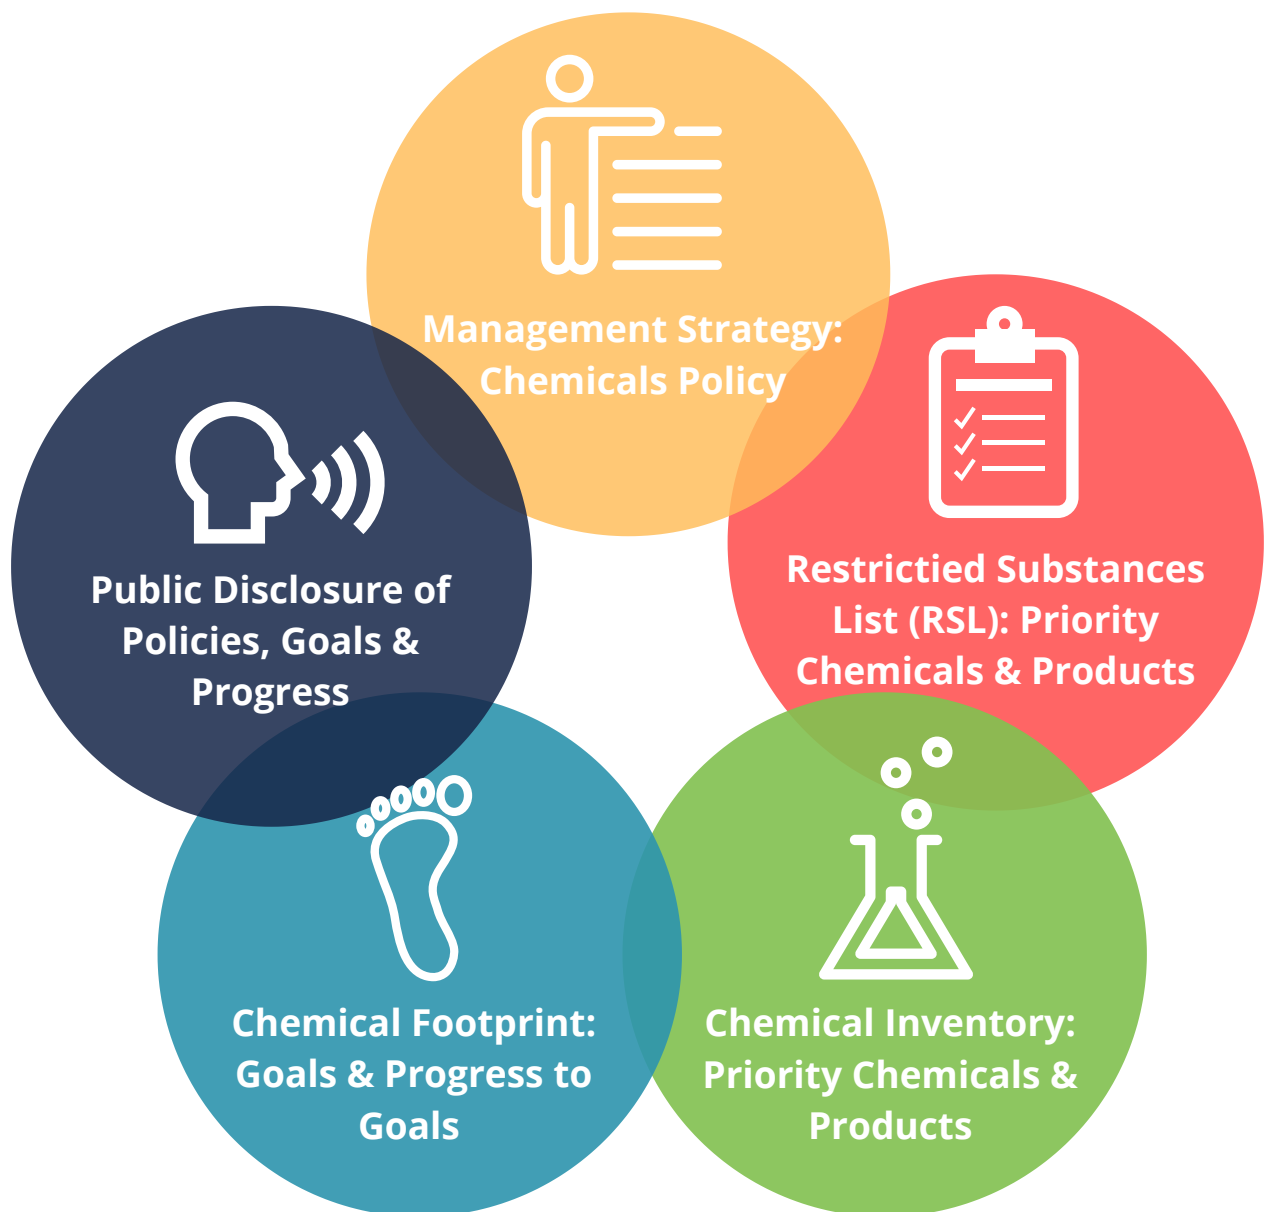 Management Strategy:
Chemicals Policy
Restrictied Substances
List (RSL): Priority
Chemicals & Products
Chemical Inventory:
Priority Chemicals &
Products
Chemical Footprint:
Goals & Progress to
Goals
Public Disclosure of
Policies, Goals &
Progress